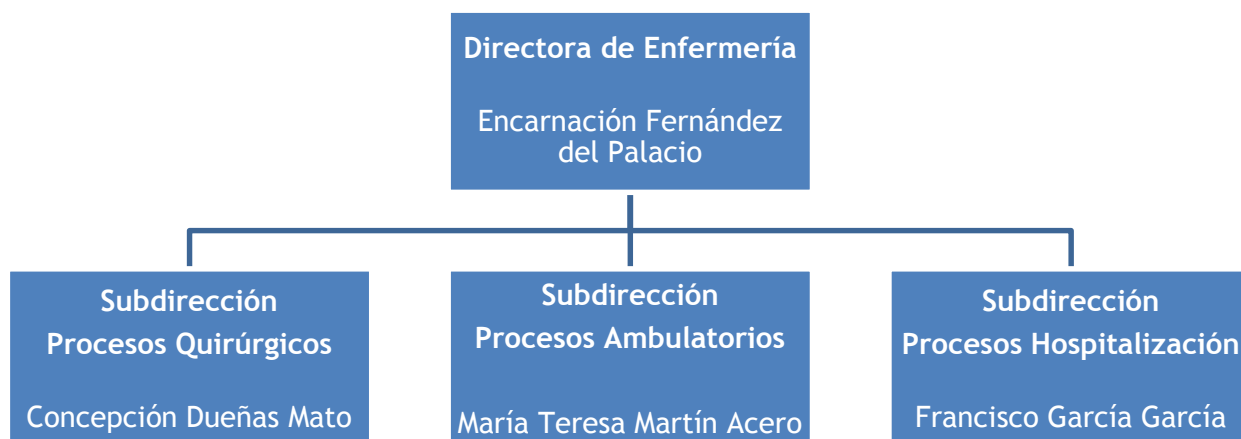 Directora de Enfermería
Encarnación Fernández
del Palacio
Subdirección
Procesos Quirúrgicos
Concepción Dueñas Mato
Subdirección
Procesos Ambulatorios
María Teresa Martín Acero
Subdirección
Procesos Hospitalización
Francisco García García